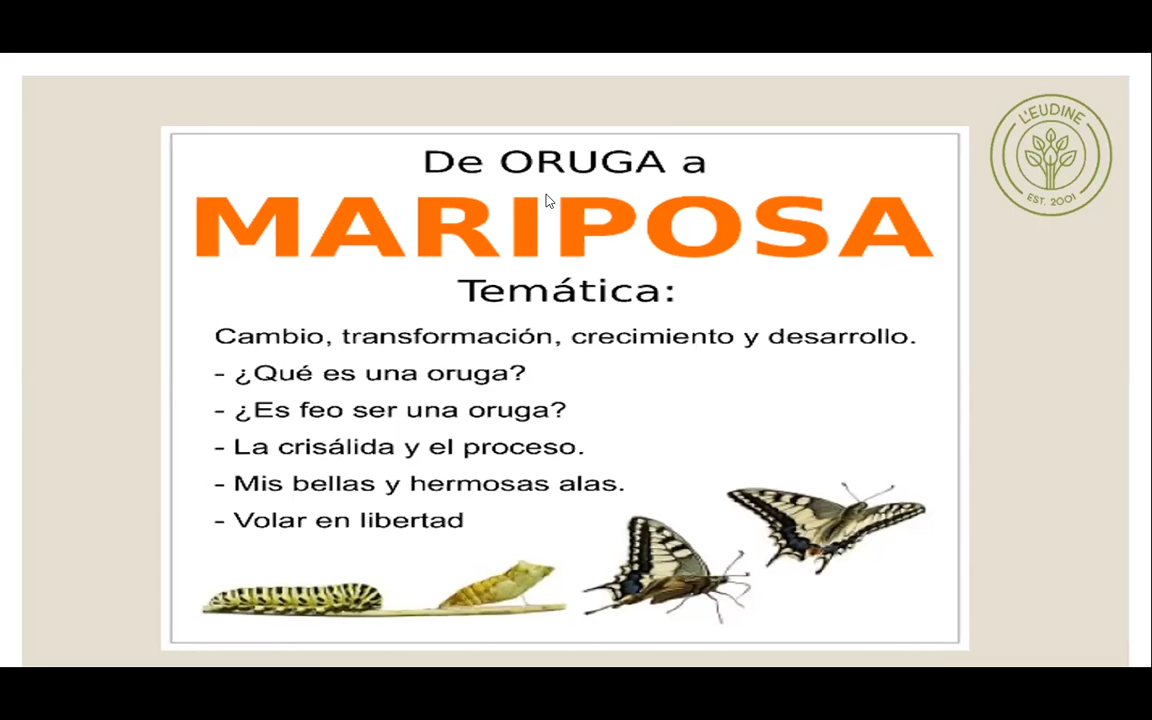 De ORUGA a
MARIPOSA
Temática:
Cambio, transformación, crecimiento y desarrollo.
- ¿Qué es una oruga?
- ¿Es feo ser una oruga?
- La crisálida y el proceso.
- Mis bellas y hermosas alas.
- Volar en libertad
L'EUDINE
EST. 2001